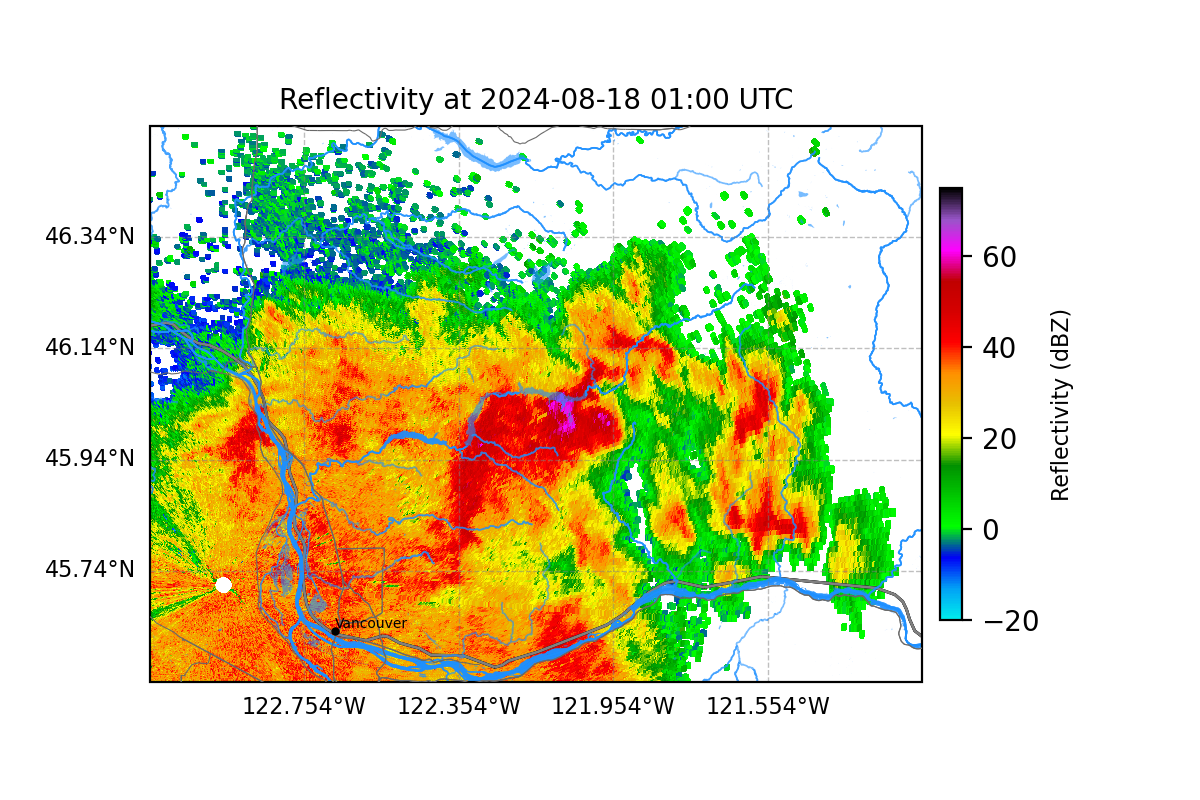 Reflectivity at 2024-08-18 01:00 UTC
46.34°N
46.14°N
45.94°N
45.74°N
Vancouver
122.754°W
122.354°W
121.954°W
121.554°W
60
40
20
0
−20
Reflectivity (dBZ)